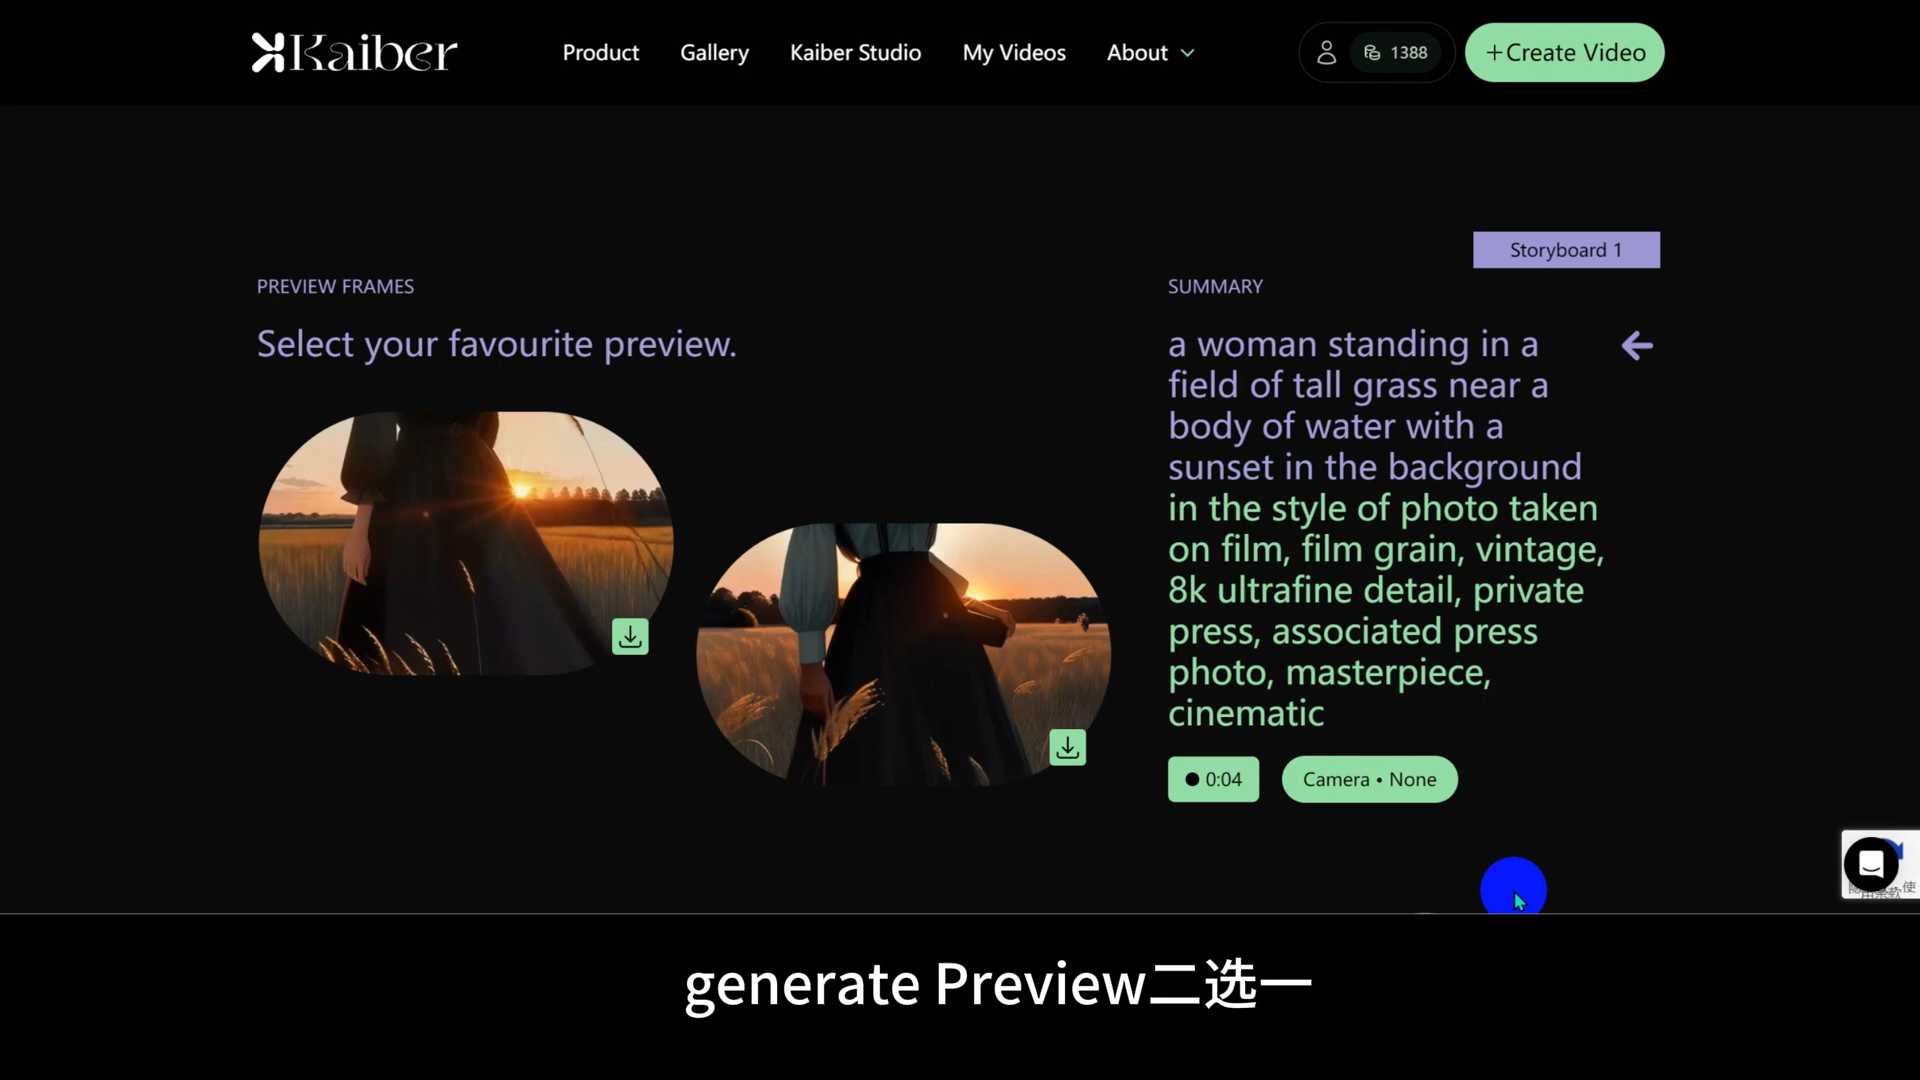 Kaiber
Product
Gallery
Kaiber Studio
My Videos
About
1388
+Create Video
Storyboard 1
PREVIEW FRAMES
Select your favourite preview.
SUMMARY
a woman standing in a
field of tall grass near a
body of water with a
sunset in the background
in the style of photo taken
on film, film grain, vintage,
8k ultrafine detail, private
press, associated press
photo, masterpiece,
cinematic
0:04
Camera • None
使
generate Preview二选一